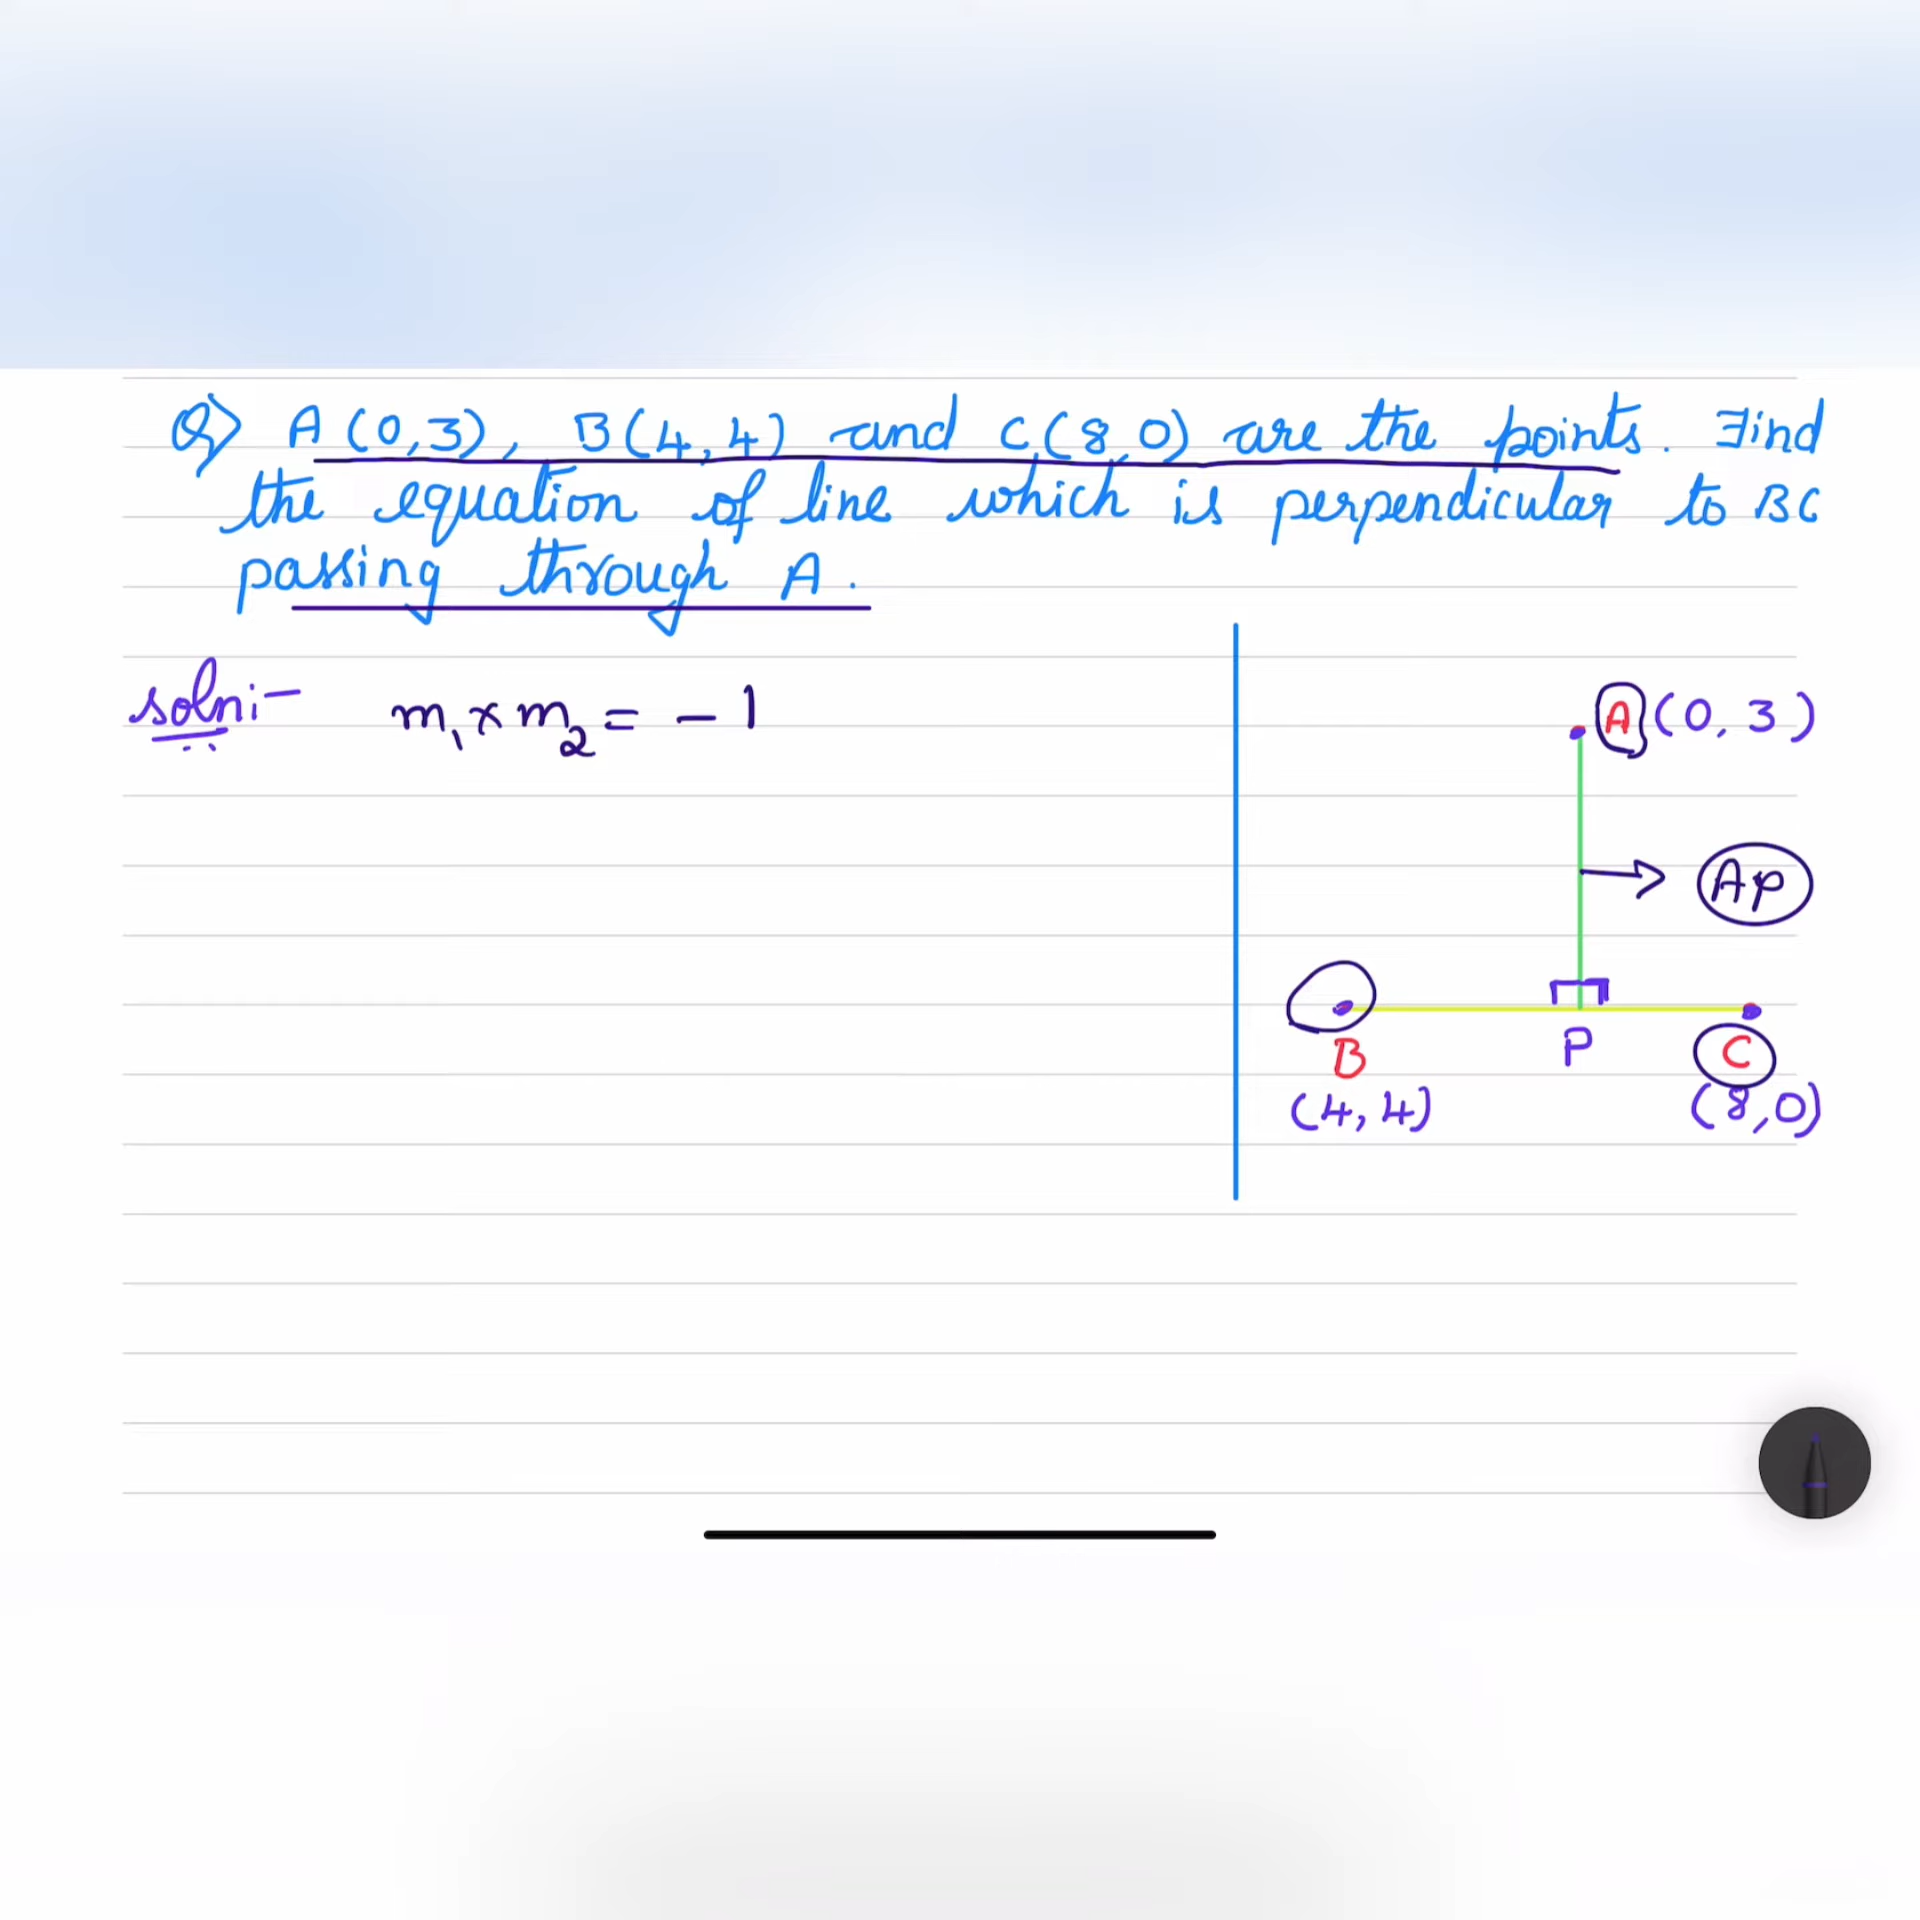 Q> A(0,3), B(4,4) and C(8,0) are the points. Find
the equation of line which is perpendicular to BC
passing through A.
soln:- m₁ × m₂ = - 1
A (0, 3)
AP
B P C
(4, 4) (8,0)